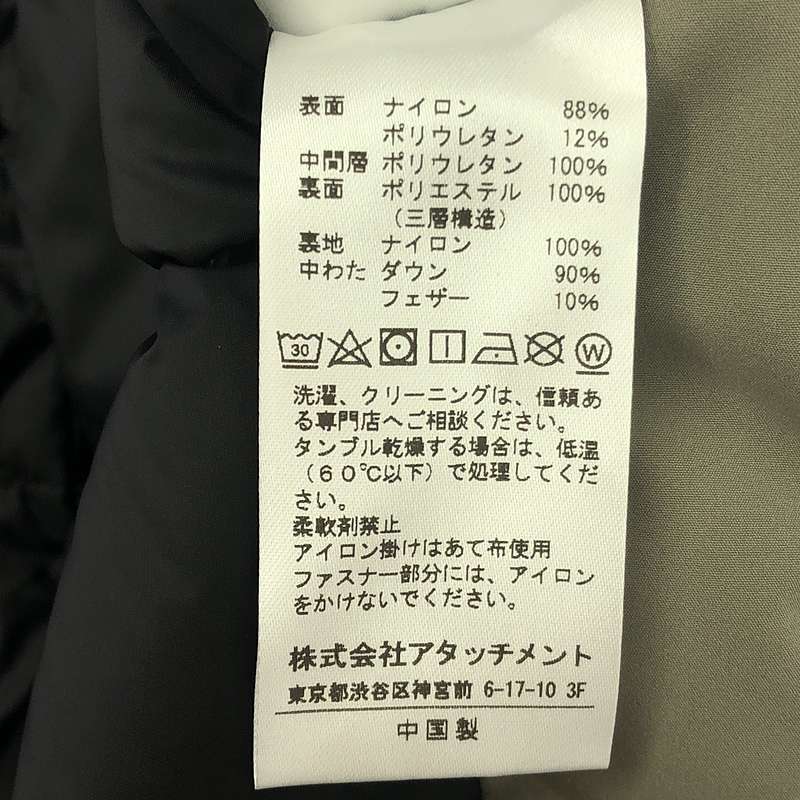 表面 ナイロン 88%
ポリウレタン 12%
中間層 ポリウレタン 100%
裏面 ポリエステル 100%
（三層構造）
裏地 ナイロン 100%
中わた ダウン 90%
フェザー 10%
30 W
洗濯、クリーニングは、信頼あ
る専門店へご相談ください。
タンブル乾燥する場合は、低温
（６０℃以下）で処理してくだ
さい。
柔軟剤禁止
アイロン掛けはあて布使用
ファスナー部分には、アイロン
をかけないでください。
株式会社アタッチメント
東京都渋谷区神宮前 6-17-10 3F
中国製